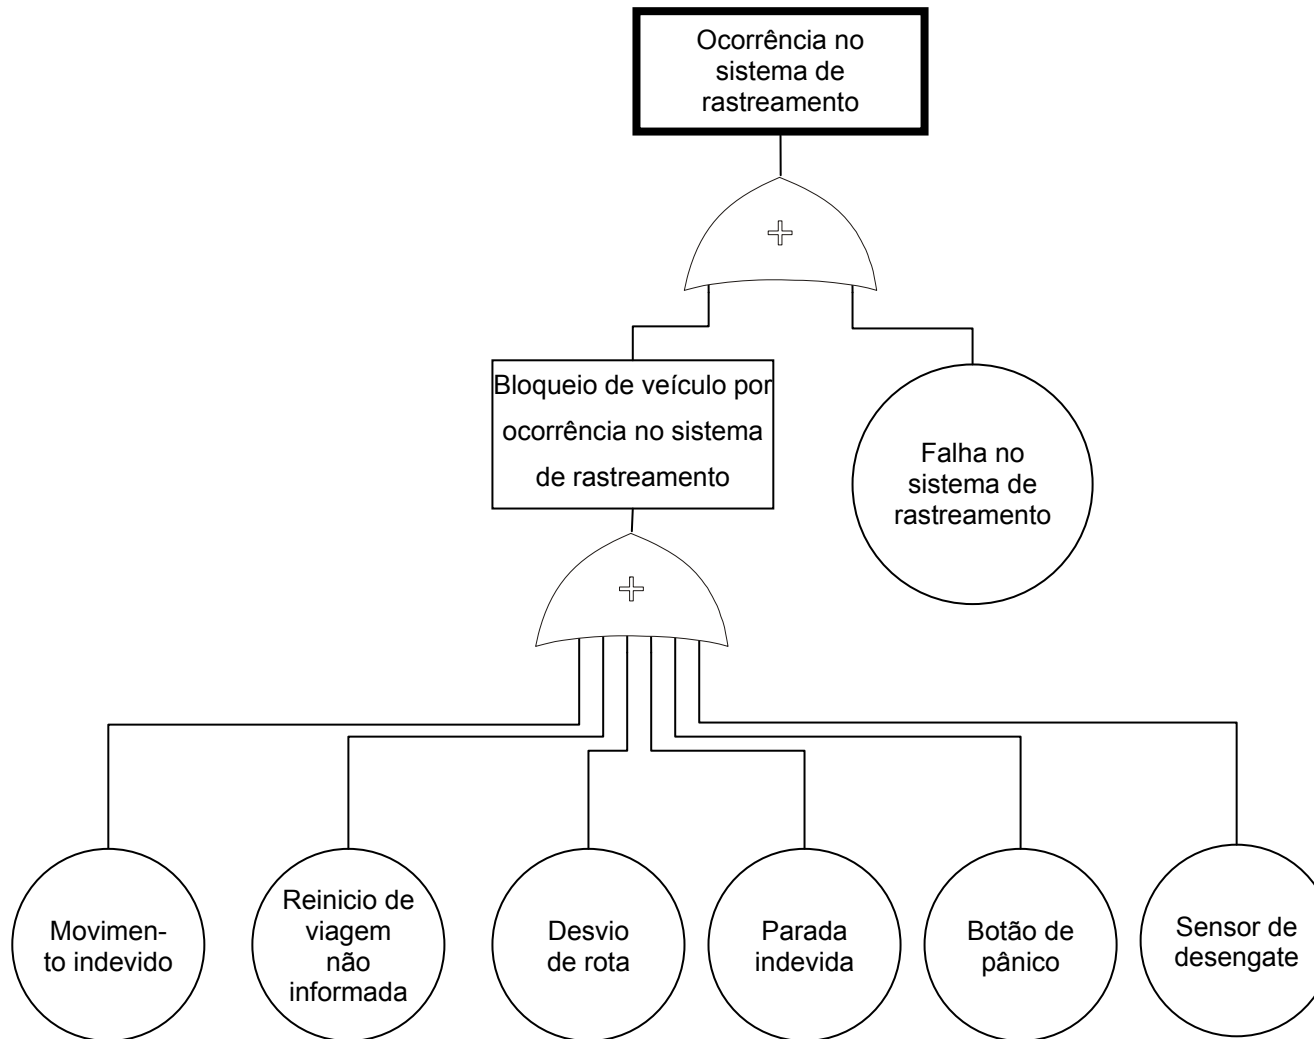 Ocorrência no
sistema de
rastreamento
Bloqueio de veículo por
ocorrência no sistema
de rastreamento
Falha no
sistema de
rastreamento
Movimen-
to indevido
Reinicio de
viagem
não
informada
Desvio
de rota
Parada
indevida
Botão de
pânico
Sensor de
desengate